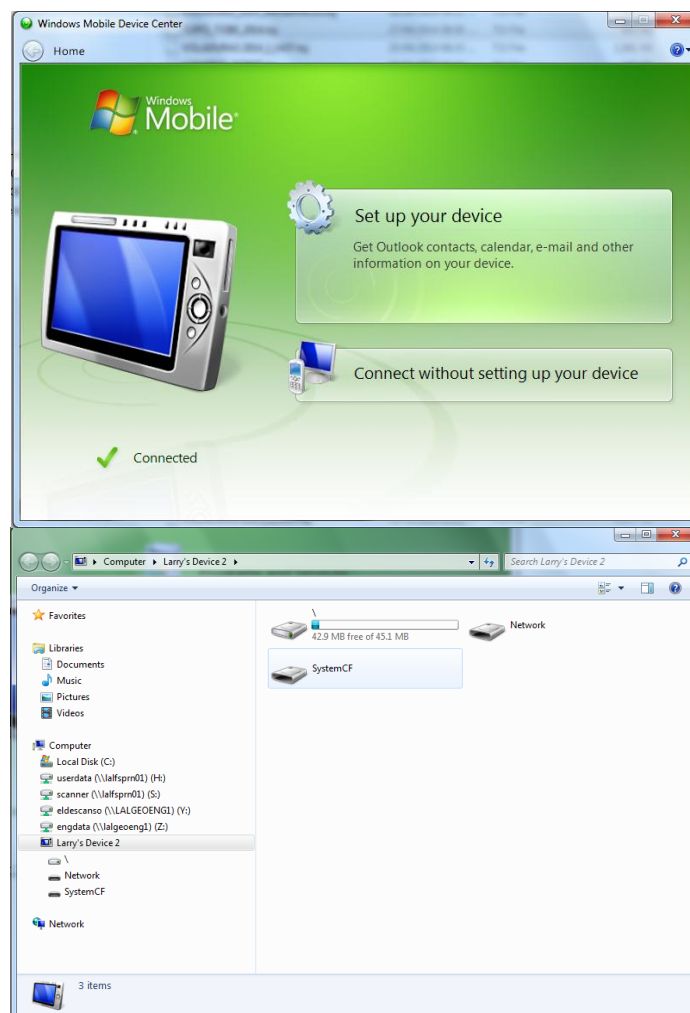 Windows Mobile Device Center
Home
Windows
Mobile
Set up your device
Get Outlook contacts, calendar, e-mail and other
information on your device.
Connect without setting up your device
Connected
Computer Larry's Device 2
Search Larry's Device 2
Organize
Favorites
Libraries
Documents
Music
Pictures
Videos
Computer
Local Disk (C:)
userdata (\\lalfsprn01) (H:)
scanner (\\lalfsprn01) (S:)
eldescanso (\\LALGEOENG1) (Y:)
engdata (\\lalgeoeng1) (Z:)
Larry's Device 2
\
Network
SystemCF
Network
\
42.9 MB free of 45.1 MB
Network
SystemCF
3 items